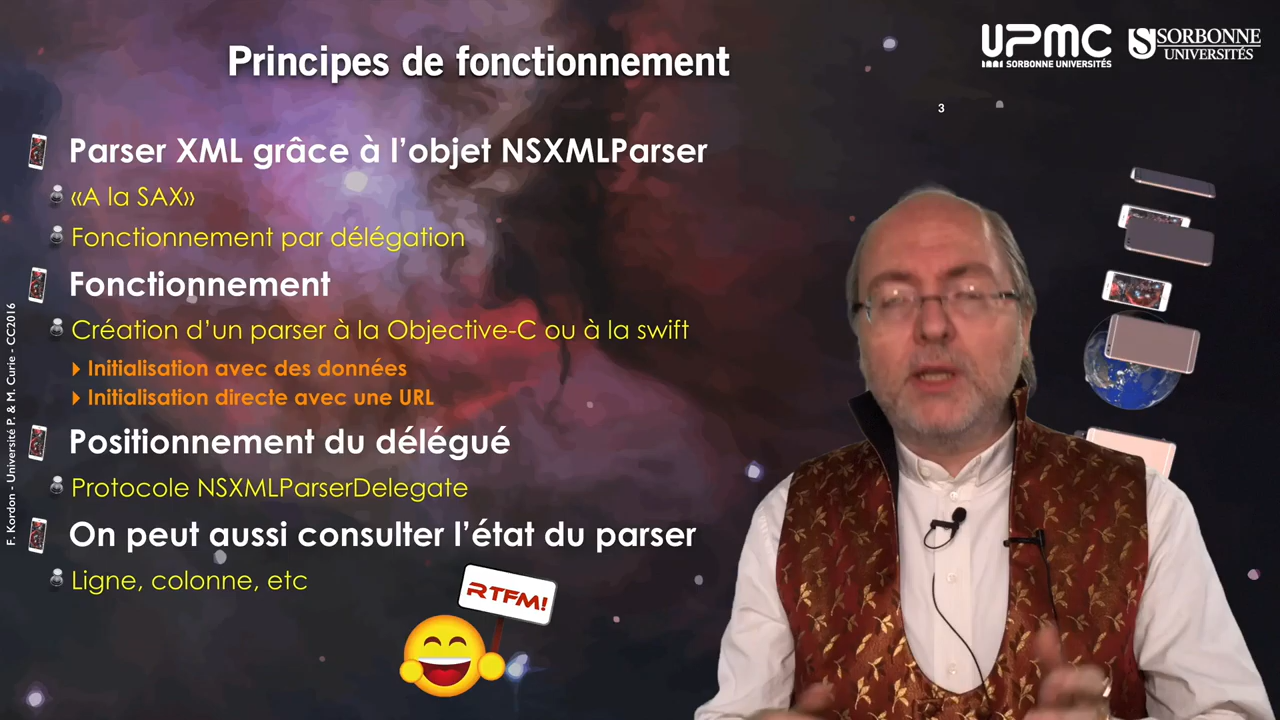 Principes de fonctionnement
UPMC
SORBONNE UNIVERSITÉS
S SORBONNE
UNIVERSITÉS
3
Parser XML grâce à l’objet NSXMLParser
«A la SAX»
Fonctionnement par délégation
Fonctionnement
Création d’un parser à la Objective-C ou à la swift
Initialisation avec des données
Initialisation directe avec une URL
Positionnement du délégué
Protocole NSXMLParserDelegate
On peut aussi consulter l’état du parser
Ligne, colonne, etc
RTFM!
F. Kordon - Université P. & M. Curie - CC2016